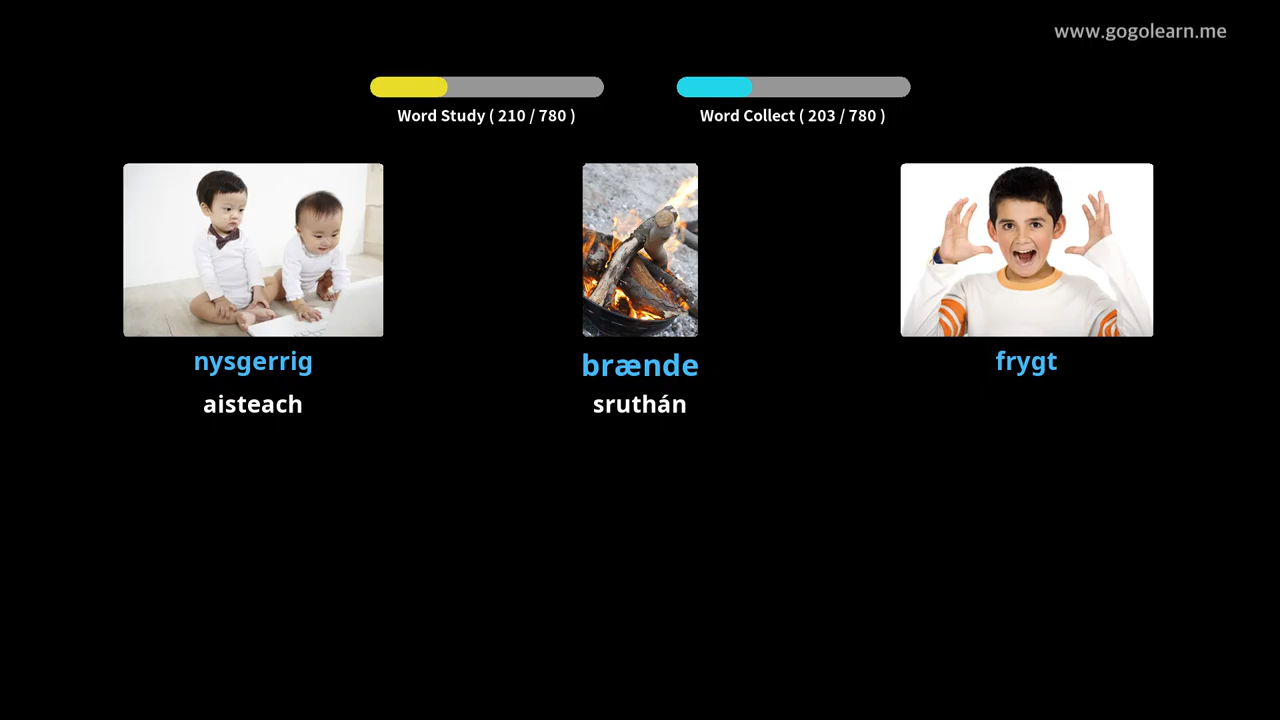 www.gogolearn.me
Word Study ( 210 / 780 )
Word Collect ( 203 / 780 )
nysgerrig
aisteach
brænde
sruthán
frygt